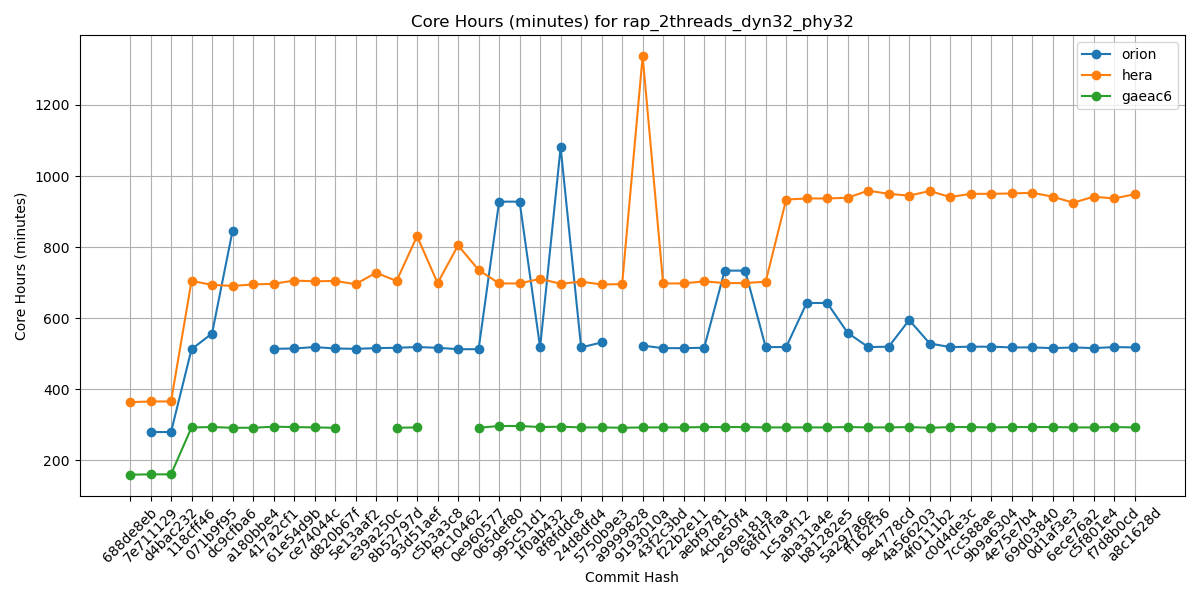 Core Hours (minutes) for rap_2threads_dyn32_phy32
orion
hera
gaeac6
Core Hours (minutes)
1200
1000
800
600
400
200
688de8eb
7e711129
d4bac232
118cff46
071b9f95
dc9cfba6
a180bbe4
417a2cf1
61e54d9b
ce74044c
d820b67f
5e13aaf2
e39a250c
8b52797d
93d51aef
c5b3a3c8
f9c10462
0e960577
065def80
995c51d1
1f0ab432
8f8fddc8
24d8dfd4
5750b9e3
a9b99828
9193010a
43f2c3bd
f22b2e11
aebf9781
4cbe50f4
269e181a
68fd7faa
1c5a9f12
aba31a4e
b81282e5
5a297a6e
ff162f36
9e4778cd
4a566203
4f011b2
c0d4de3c
7cc588ae
9b9a6304
4e75e7b4
69d03840
0d1af3e3
6ece76a2
c5f801e4
f7d8b0cd
a8c1628d
Commit Hash